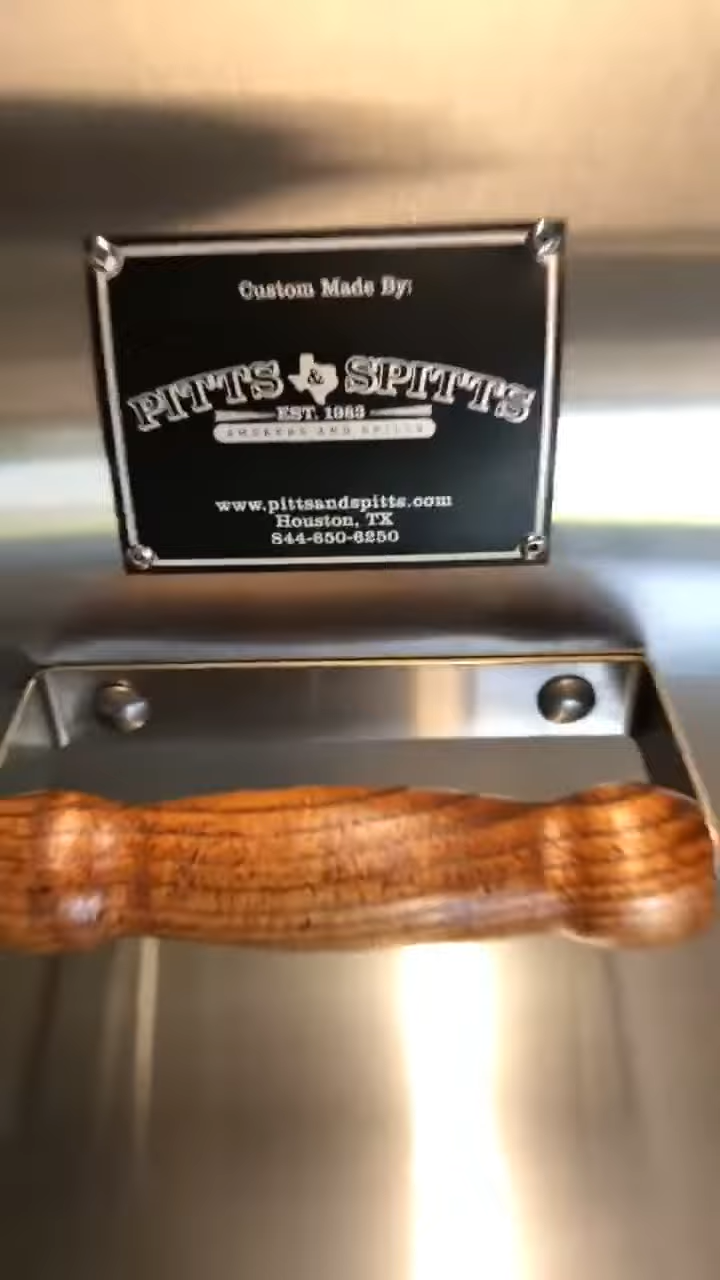 Custom Made By:
PITTS & SPITTS
EST. 1983
SMOKERS AND GRILLS
www.pittsandspitts.com
Houston, TX
844-650-6250